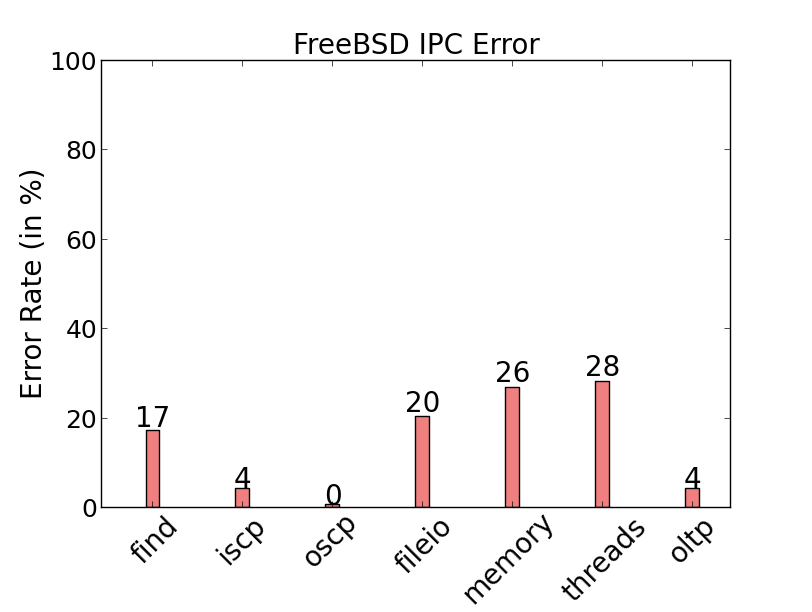 FreeBSD IPC Error
Error Rate (in %)
100
80
60
40
20
0
17
4
0
20
26
28
4
find
iscp
oscp
fileio
memory
threads
oltp